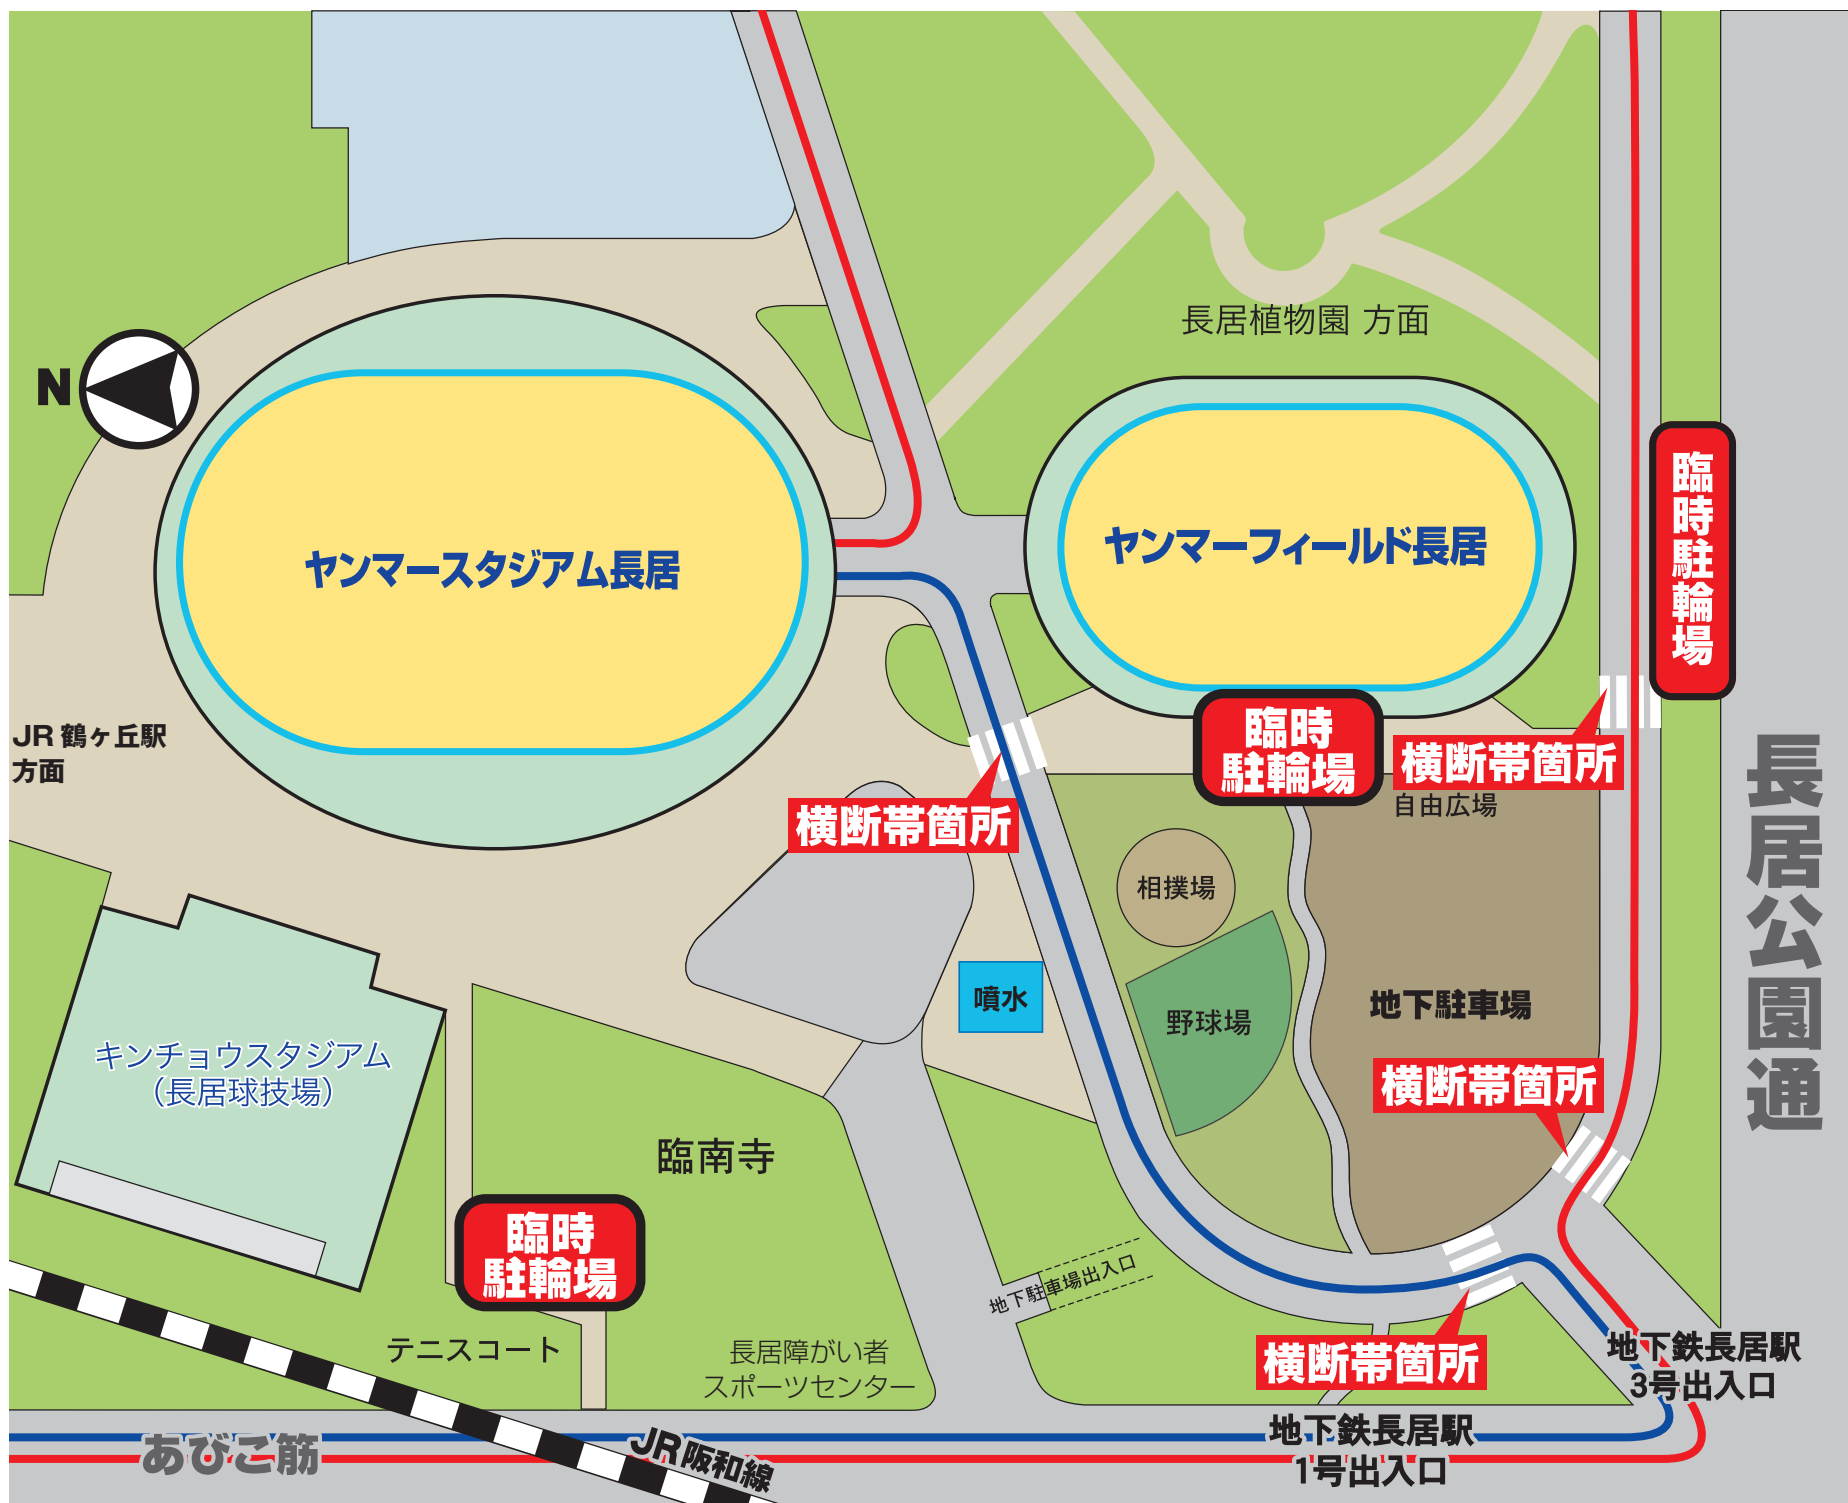 長居植物園 方面
N
臨時駐輪場
ヤンマースタジアム長居
ヤンマーフィールド長居
JR 鶴ヶ丘駅
方面
臨時
駐輪場
横断帯箇所
自由広場
長居公園通
横断帯箇所
相撲場
噴水
野球場
地下駐車場
キンチョウスタジアム
(長居球技場)
横断帯箇所
臨南寺
臨時
駐輪場
地下駐車場出入口
テニスコート
長居障がい者
スポーツセンター
横断帯箇所
地下鉄長居駅
3号出入口
あびこ筋
JR阪和線
地下鉄長居駅
1号出入口